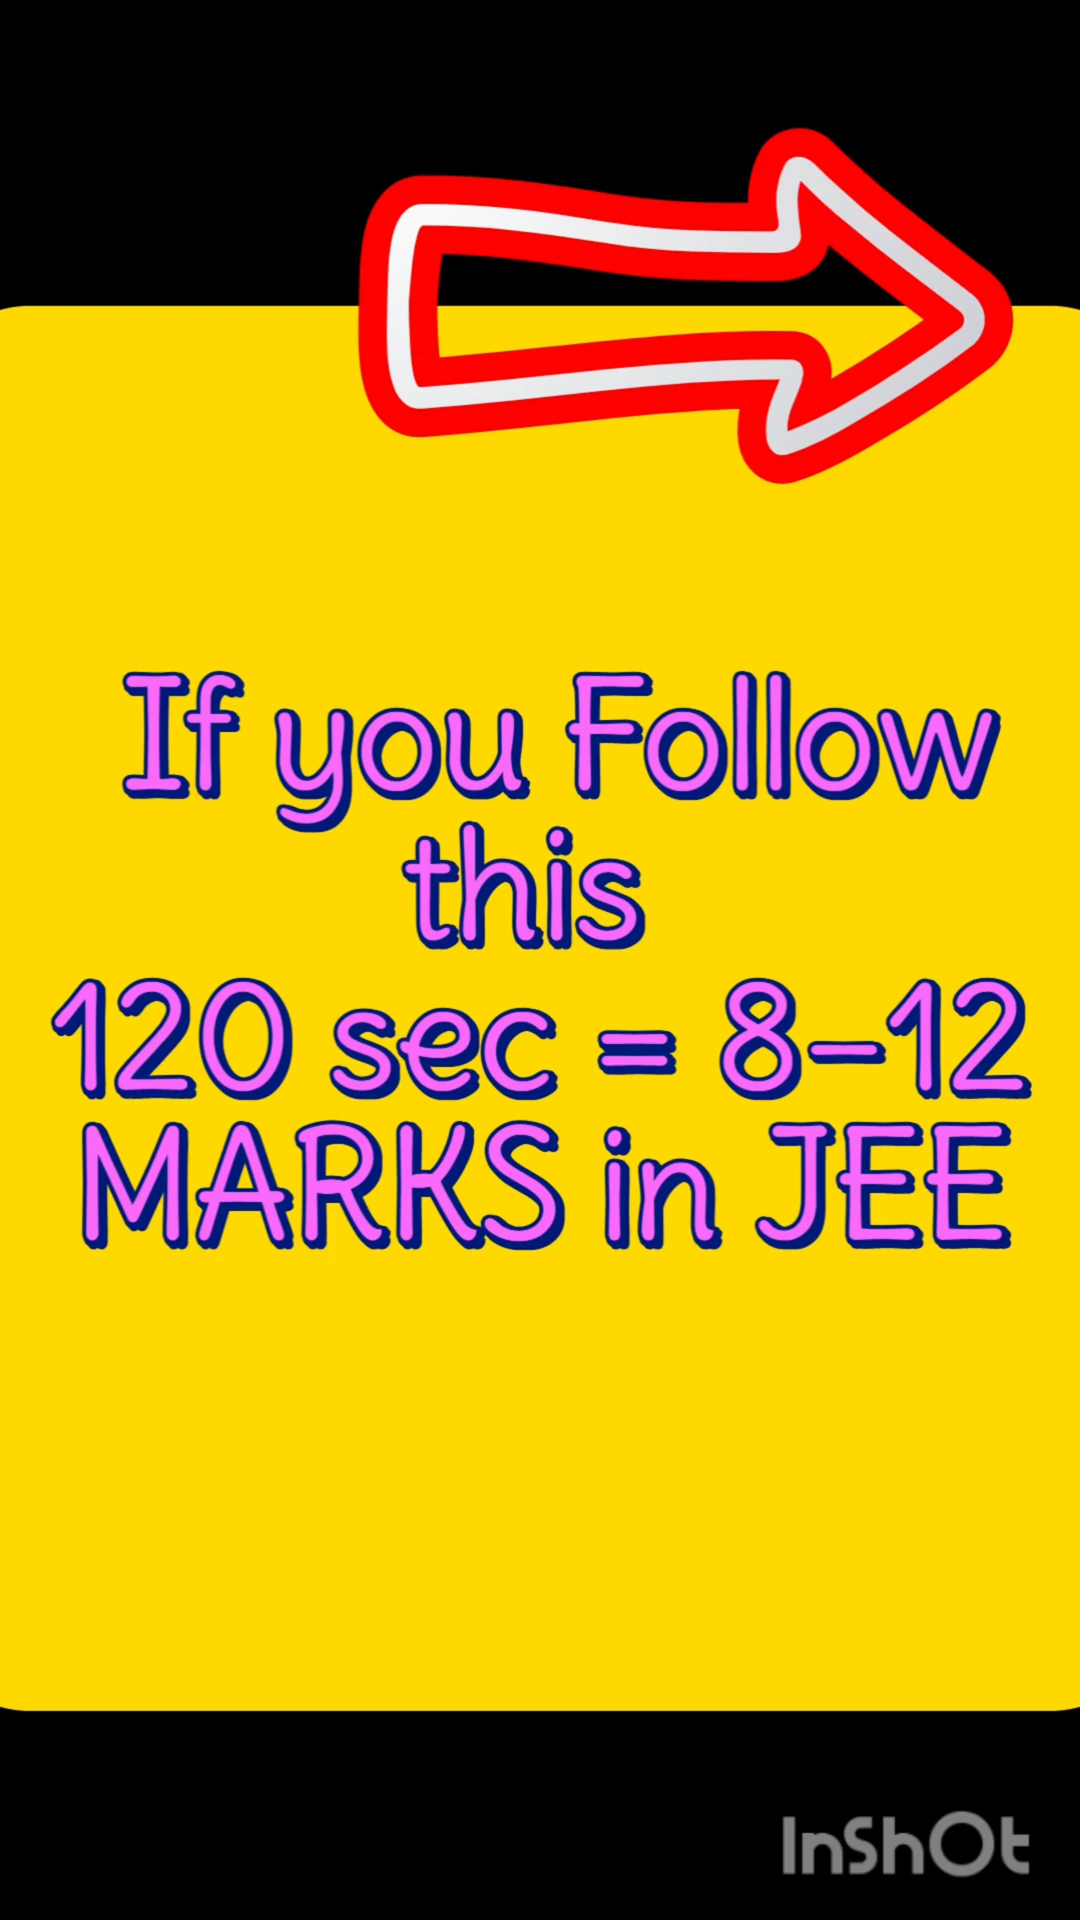 If you Follow
this
120 sec = 8-12
MARKS in JEE
InShOt